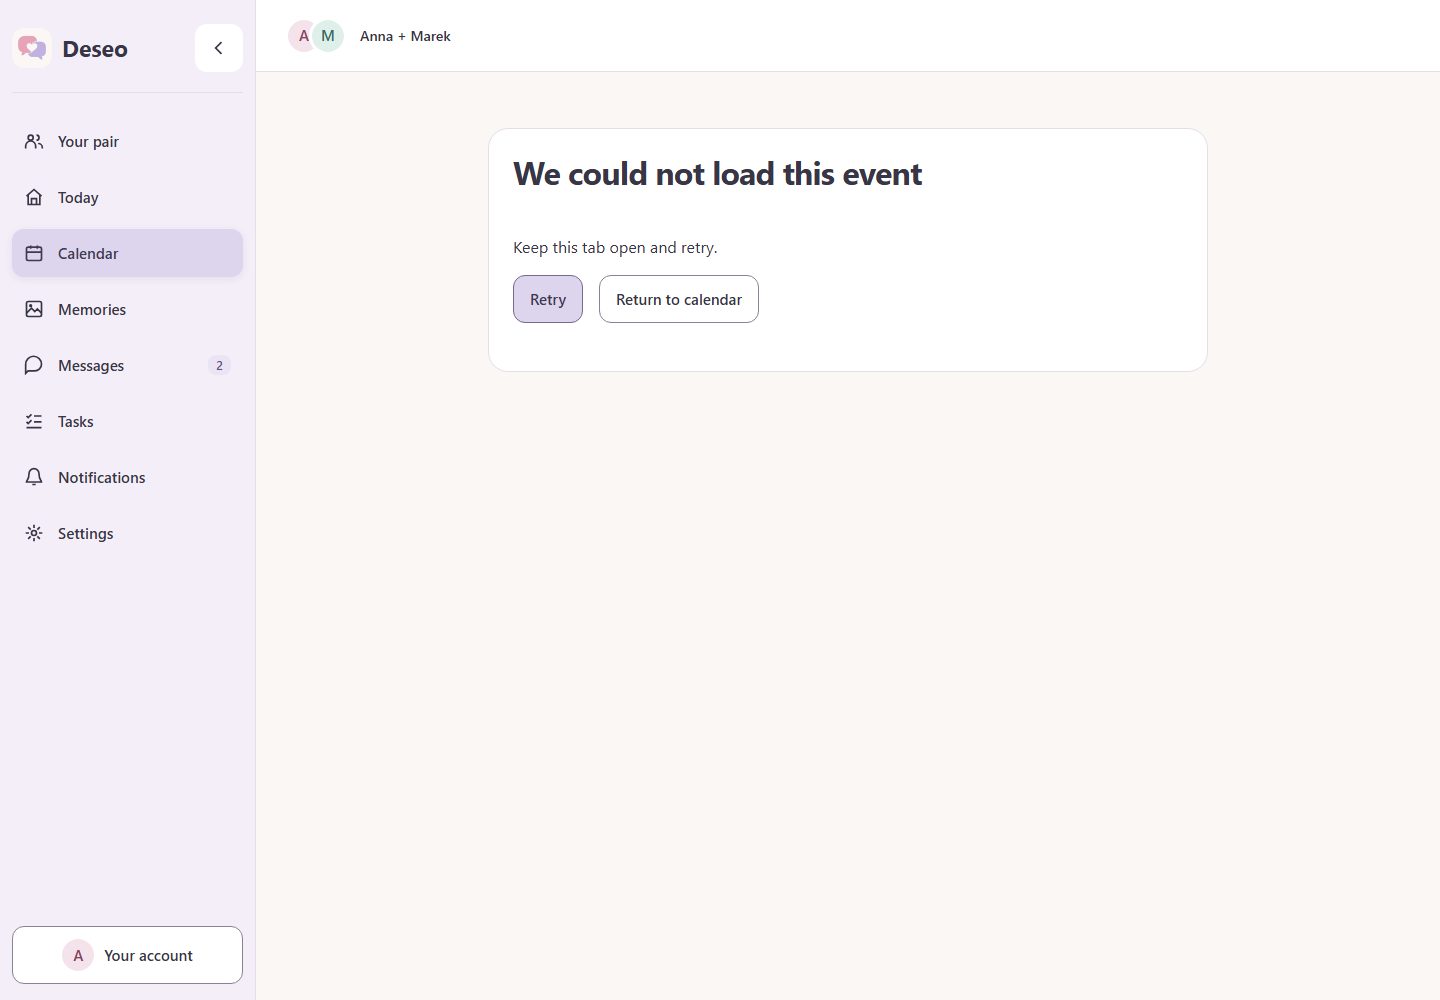 Deseo
A M Anna + Marek
Your pair
Today
Calendar
Memories
Messages 2
Tasks
Notifications
Settings
We could not load this event
Keep this tab open and retry.
Retry Return to calendar
A Your account